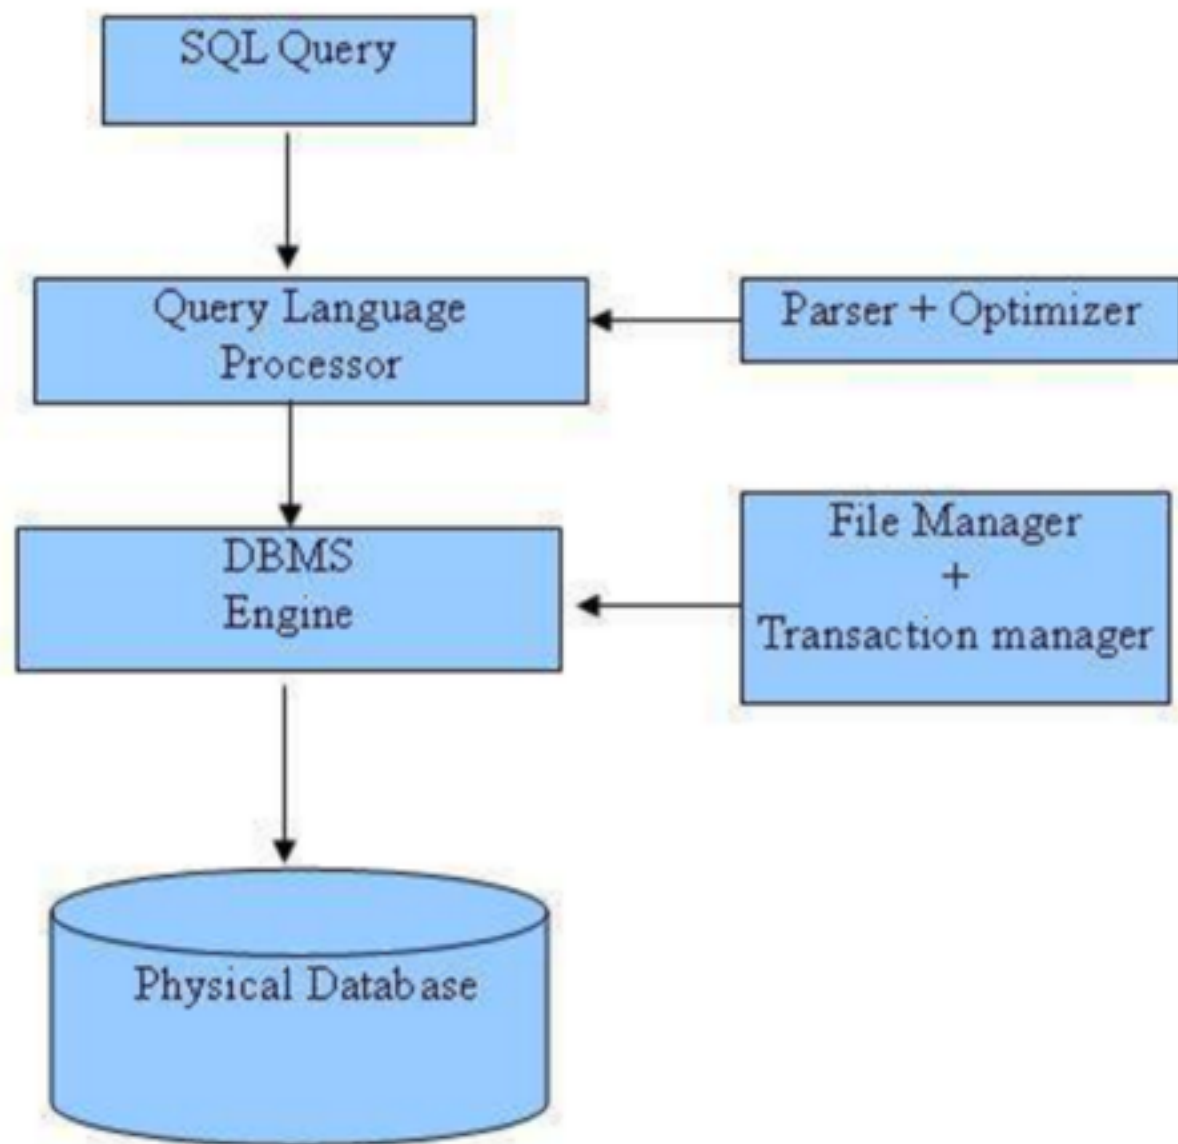 SQL Query
Query Language
Processor
Parser + Optimizer
DBMS
Engine
File Manager
+
Transaction manager
Physical Database